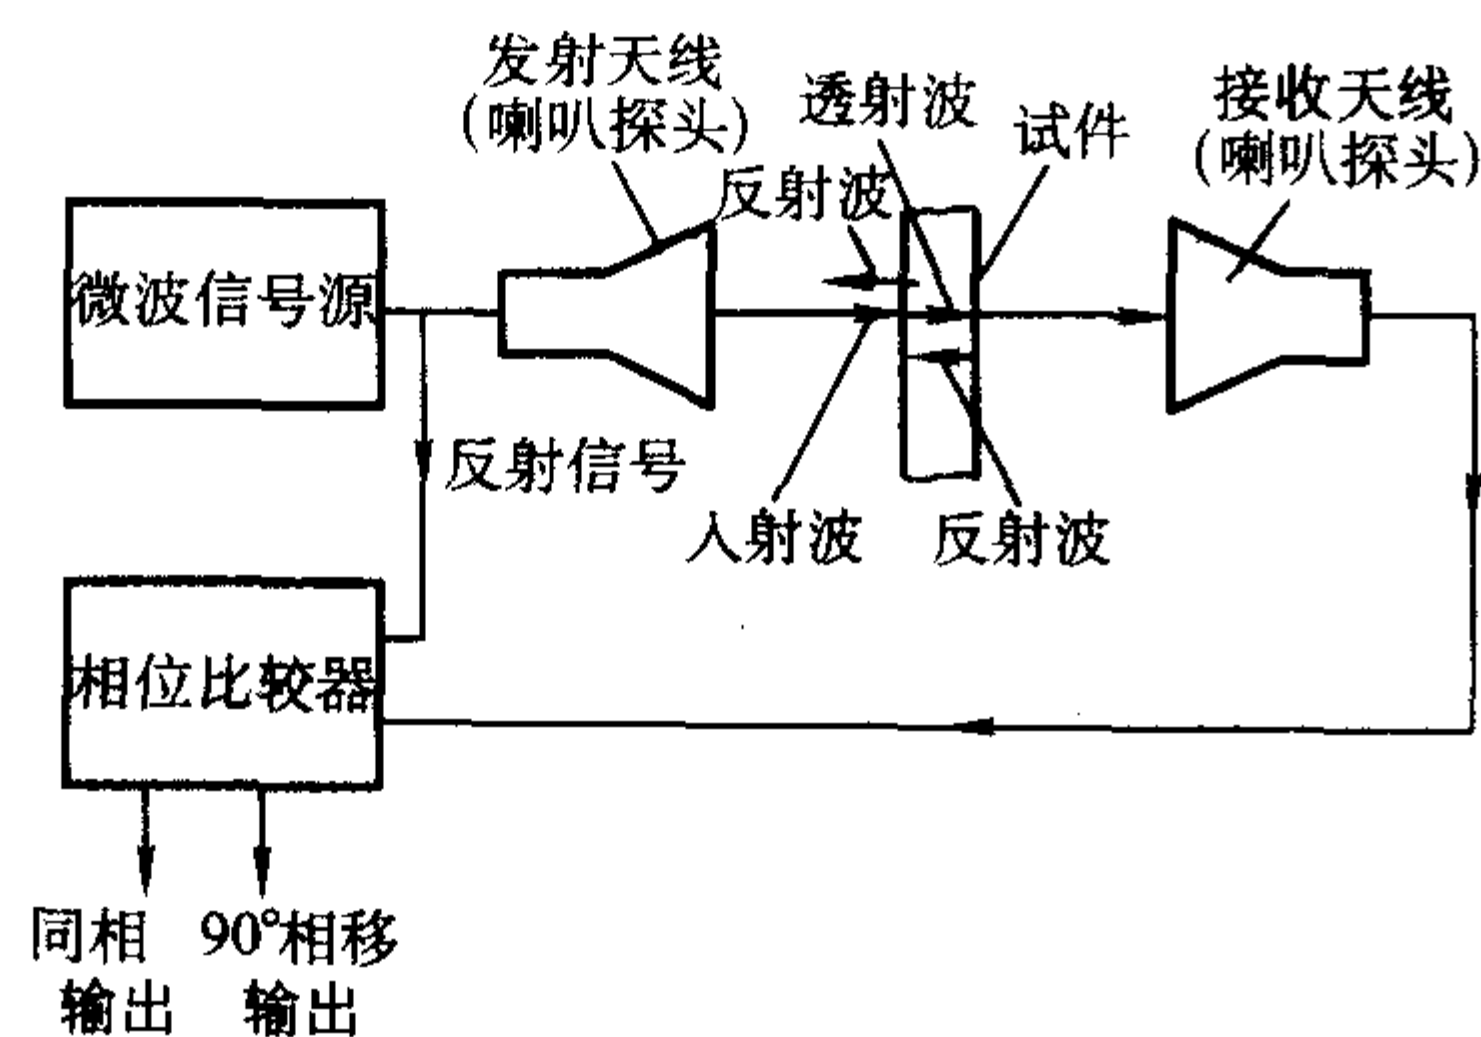 发射天线
(喇叭探头)
透射波
试件
接收天线
(喇叭探头)
反射波
微波信号源
反射信号
入射波
反射波
相位比较器
同相
输出
90°相移
输出